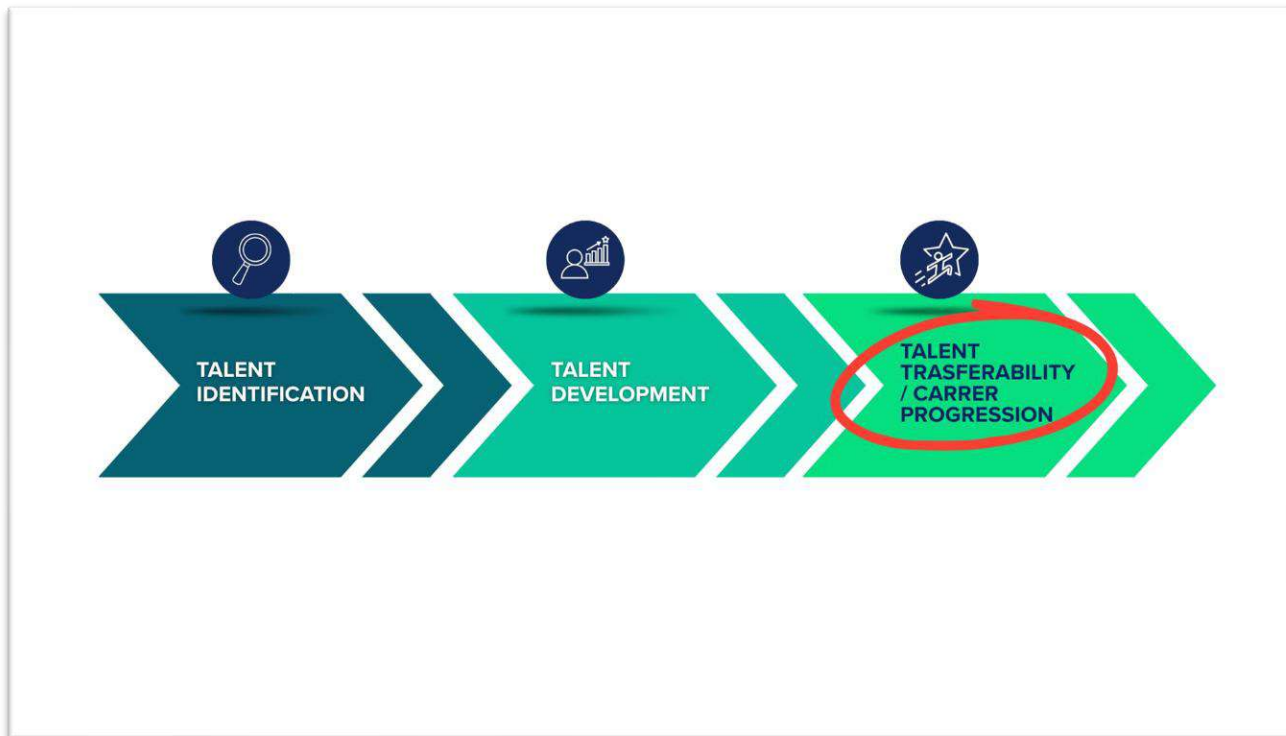 TALENT
IDENTIFICATION
TALENT
DEVELOPMENT
TALENT
TRASFERABILITY
/ CARRER
PROGRESSION